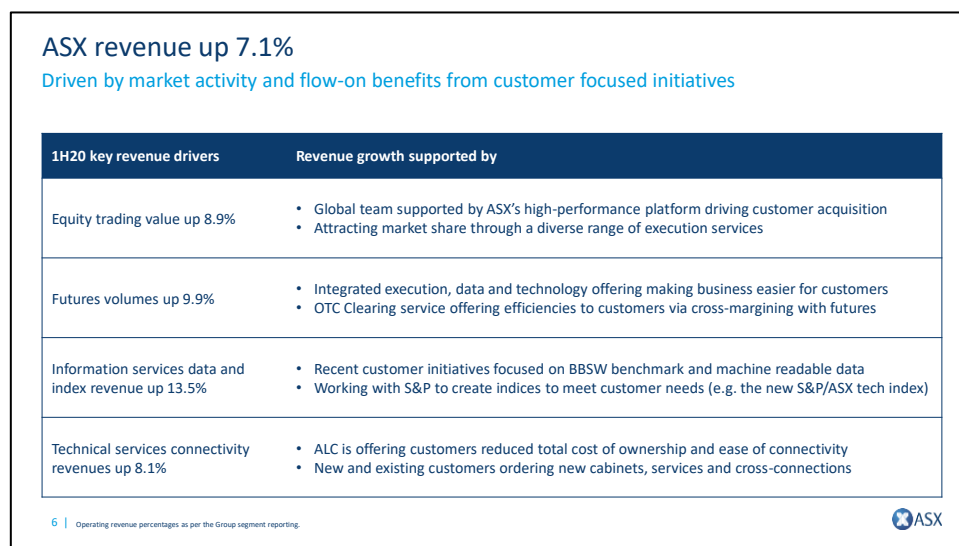 ASX revenue up 7.1%
Driven by market activity and flow-on benefits from customer focused initiatives
1H20 key revenue drivers
Revenue growth supported by
Equity trading value up 8.9%
• Global team supported by ASX's high-performance platform driving customer acquisition
• Attracting market share through a diverse range of execution services
Futures volumes up 9.9%
• Integrated execution, data and technology offering making business easier for customers
• OTC Clearing service offering efficiencies to customers via cross-margining with futures
Information services data and
index revenue up 13.5%
• Recent customer initiatives focused on BBSW benchmark and machine readable data
• Working with S&P to create indices to meet customer needs (e.g. the new S&P/ASX tech index)
Technical services connectivity
revenues up 8.1%
• ALC is offering customers reduced total cost of ownership and ease of connectivity
• New and existing customers ordering new cabinets, services and cross-connections
6 | Operating revenue percentages as per the Group segment reporting.
ASX